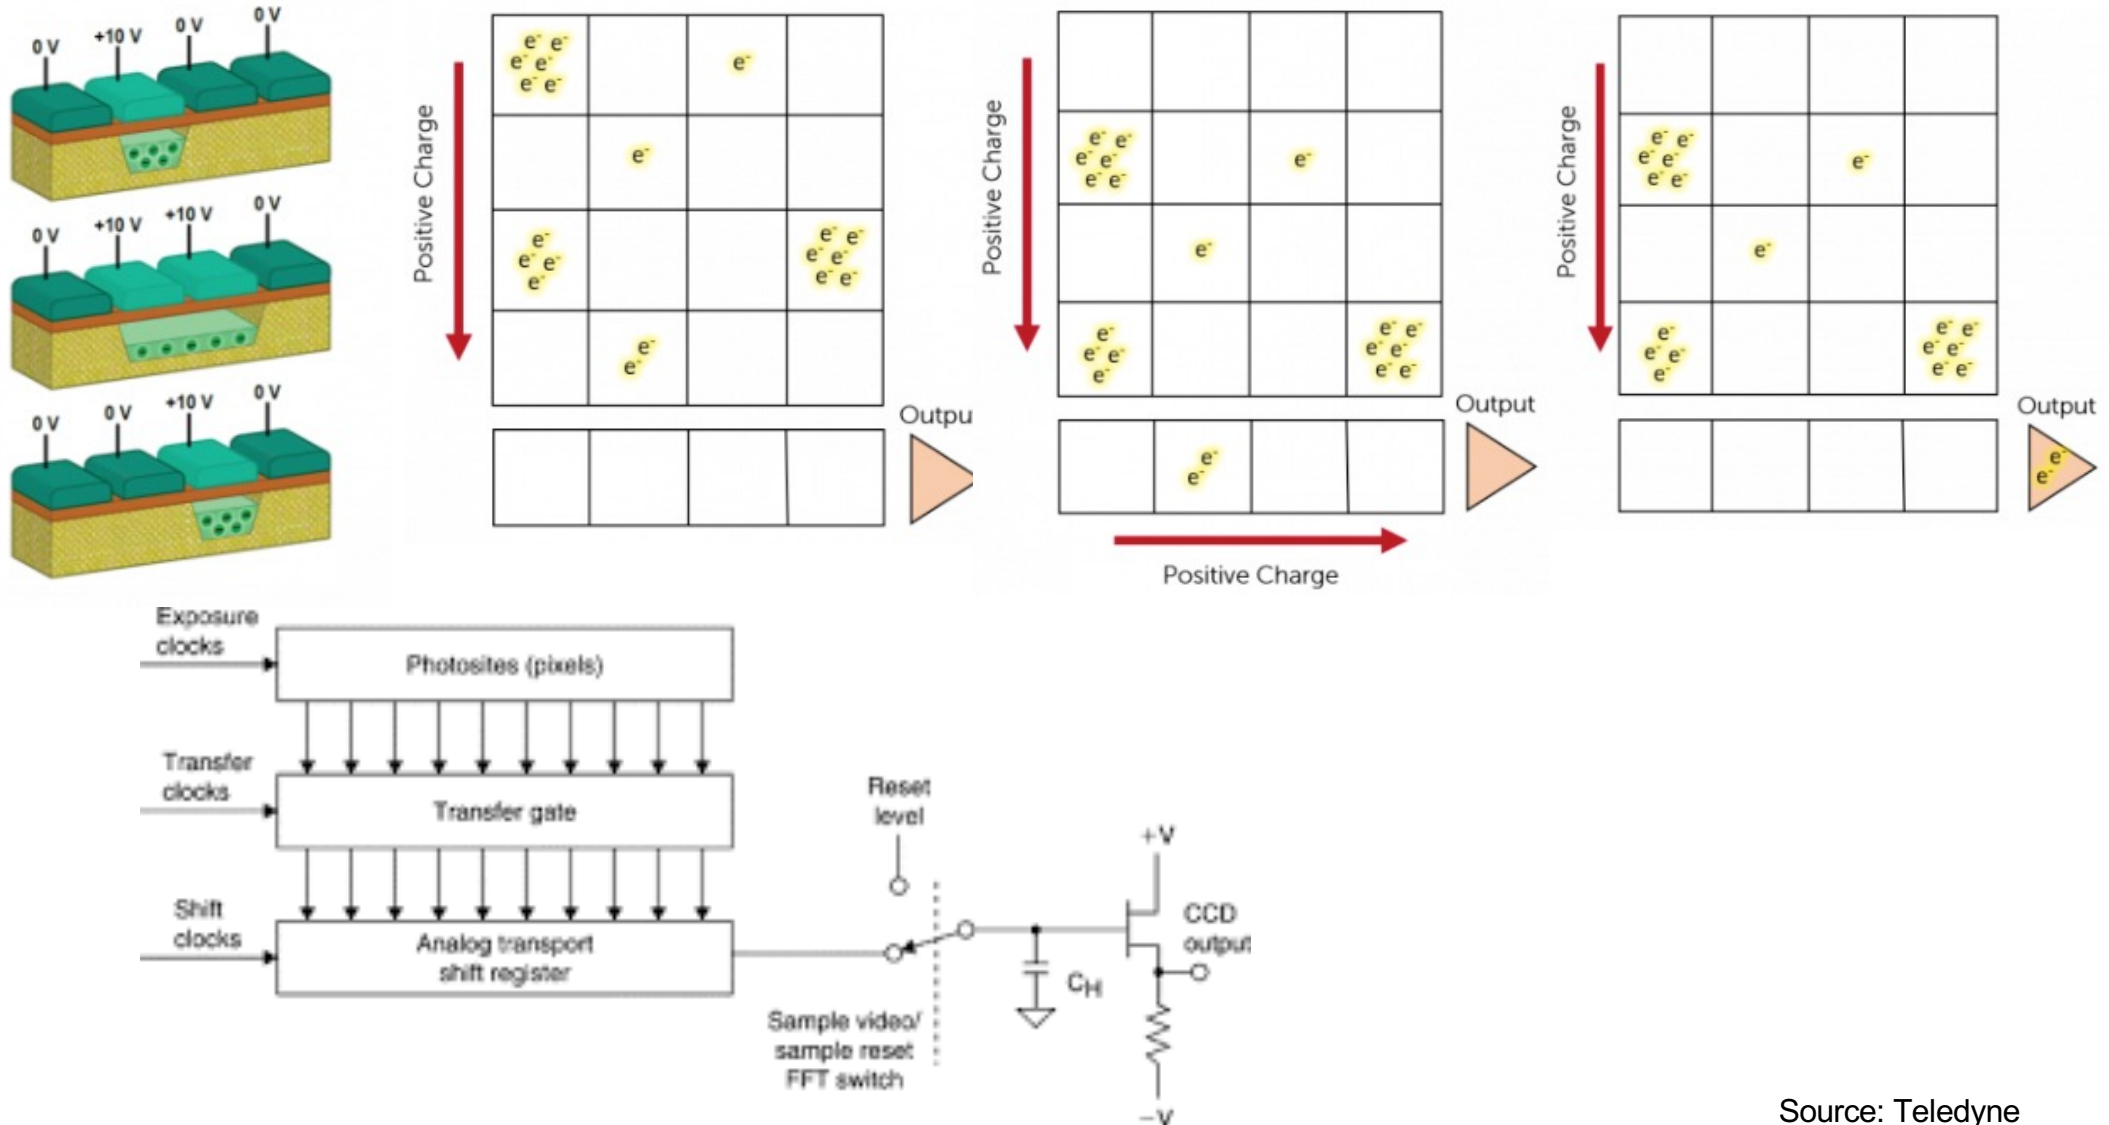 0 V
+10 V
0 V
0 V
0 V
+10 V
+10 V
0 V
0 V
0 V
+10 V
0 V
Positive Charge
e⁻ e⁻
e⁻ e⁻
e⁻ e⁻
e⁻
e⁻
e⁻
e⁻ e⁻
e⁻
e⁻ e⁻
e⁻ e⁻
e⁻ e⁻
e⁻
e⁻
Outpu
Positive Charge
e⁻ e⁻
e⁻ e⁻
e⁻ e⁻
e⁻
e⁻
e⁻
e⁻ e⁻
e⁻
e⁻ e⁻
e⁻ e⁻
e⁻ e⁻
Output
e⁻
e⁻
Positive Charge
Positive Charge
e⁻ e⁻
e⁻ e⁻
e⁻ e⁻
e⁻
e⁻
e⁻
e⁻ e⁻
e⁻
e⁻ e⁻
e⁻ e⁻
e⁻ e⁻
Output
e⁻
e⁻
Exposure
clocks
Photosites (pixels)
Transfer
clocks
Transfer gate
Shift
clocks
Analog transport
shift register
Reset
level
Sample video/
sample reset
FFT switch
C_H
+V
CCD
output
−V
Source: Teledyne